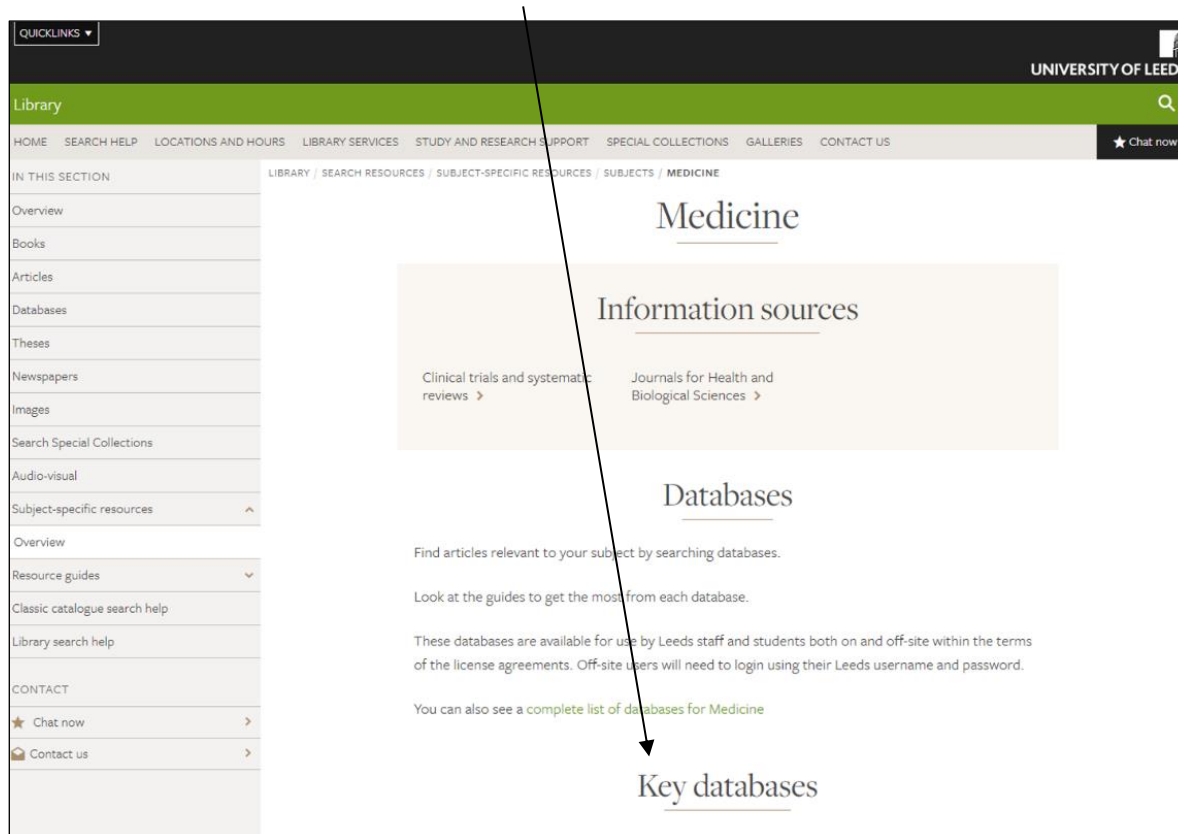 QUICKLINKS ▼
UNIVERSITY OF LEED
Library
HOME SEARCH HELP LOCATIONS AND HOURS LIBRARY SERVICES STUDY AND RESEARCH SUPPORT SPECIAL COLLECTIONS GALLERIES CONTACT US ★ Chat now
IN THIS SECTION
Overview
Books
Articles
Databases
Theses
Newspapers
Images
Search Special Collections
Audio-visual
Subject-specific resources
Overview
Resource guides
Classic catalogue search help
Library search help
CONTACT
Chat now
Contact us
LIBRARY / SEARCH RESOURCES / SUBJECT-SPECIFIC RESOURCES / SUBJECTS / MEDICINE
Medicine
Information sources
Clinical trials and systematic
reviews >
Journals for Health and
Biological Sciences >
Databases
Find articles relevant to your subject by searching databases.
Look at the guides to get the most from each database.
These databases are available for use by Leeds staff and students both on and off-site within the terms
of the license agreements. Off-site users will need to login using their Leeds username and password.
You can also see a complete list of databases for Medicine
Key databases